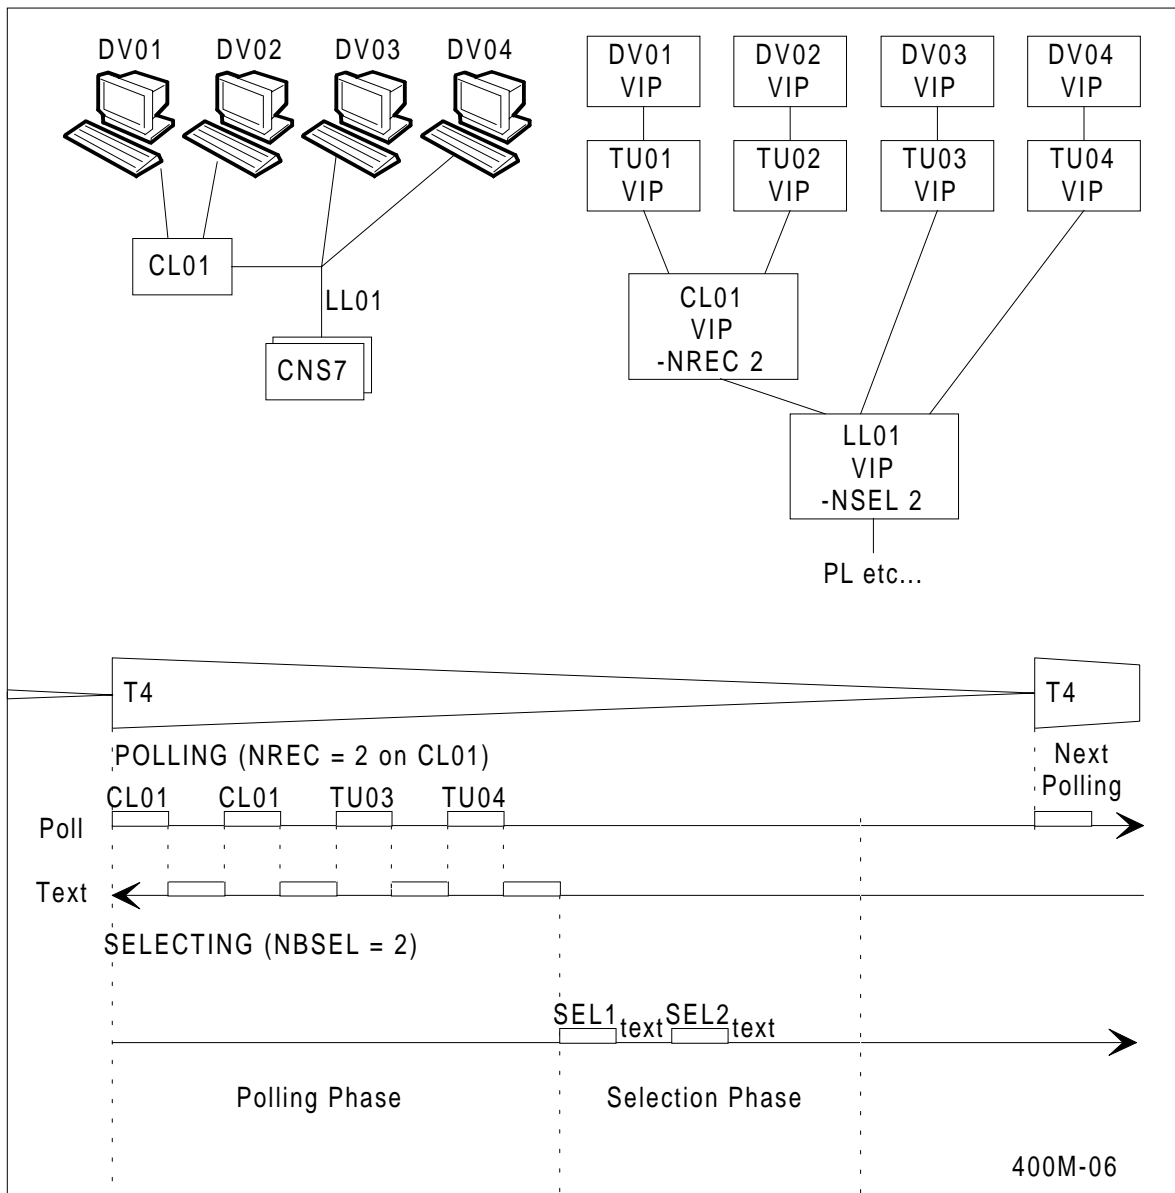 DV01 DV02 DV03 DV04
CL01
LL01
CNS7
DV01
VIP
DV02
VIP
DV03
VIP
DV04
VIP
TU01
VIP
TU02
VIP
TU03
VIP
TU04
VIP
CL01
VIP
-NREC 2
LL01
VIP
-NSEL 2
PL etc...
T4
T4
POLLING (NREC = 2 on CL01)
Next
Polling
CL01 CL01 TU03 TU04
Poll
Text
SELECTING (NBSEL = 2)
SEL1 text SEL2 text
Polling Phase
Selection Phase
400M-06